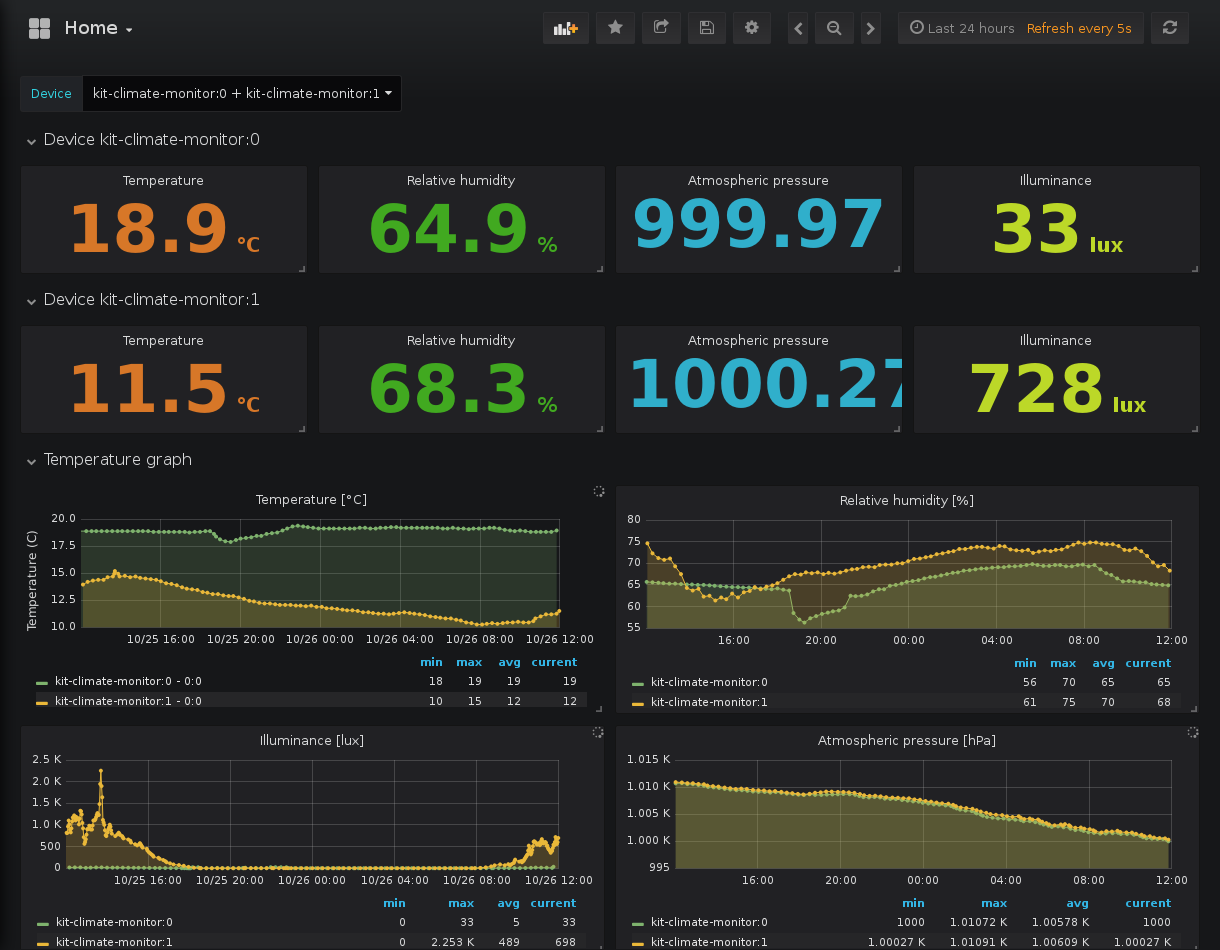 Home
Last 24 hours Refresh every 5s
Device kit-climate-monitor:0 + kit-climate-monitor:1
Device kit-climate-monitor:0
Temperature Relative humidity Atmospheric pressure Illuminance
18.9 °C 64.9 % 999.97 33 lux
Device kit-climate-monitor:1
Temperature Relative humidity Atmospheric pressure Illuminance
11.5 °C 68.3 % 1000.27 728 lux
Temperature graph
Temperature [°C]
Temperature (C)
20.0
17.5
15.0
12.5
10.0
10/25 16:00 10/25 20:00 10/26 00:00 10/26 04:00 10/26 08:00 10/26 12:00
min max avg current
kit-climate-monitor:0 - 0:0 18 19 19 19
kit-climate-monitor:1 - 0:0 10 15 12 12
Relative humidity [%]
80
75
70
65
60
55
16:00 20:00 00:00 04:00 08:00 12:00
min max avg current
kit-climate-monitor:0 56 70 65 65
kit-climate-monitor:1 61 75 70 68
Illuminance [lux]
2.5 K
2.0 K
1.5 K
1.0 K
500
0
10/25 16:00 10/25 20:00 10/26 00:00 10/26 04:00 10/26 08:00 10/26 12:00
min max avg current
kit-climate-monitor:0 0 33 5 33
kit-climate-monitor:1 0 2.253 K 489 698
Atmospheric pressure [hPa]
1.015 K
1.010 K
1.005 K
1.000 K
995
16:00 20:00 00:00 04:00 08:00 12:00
min max avg current
kit-climate-monitor:0 1000 1.01072 K 1.00578 K 1000
kit-climate-monitor:1 1.00027 K 1.01091 K 1.00609 K 1.00027 K